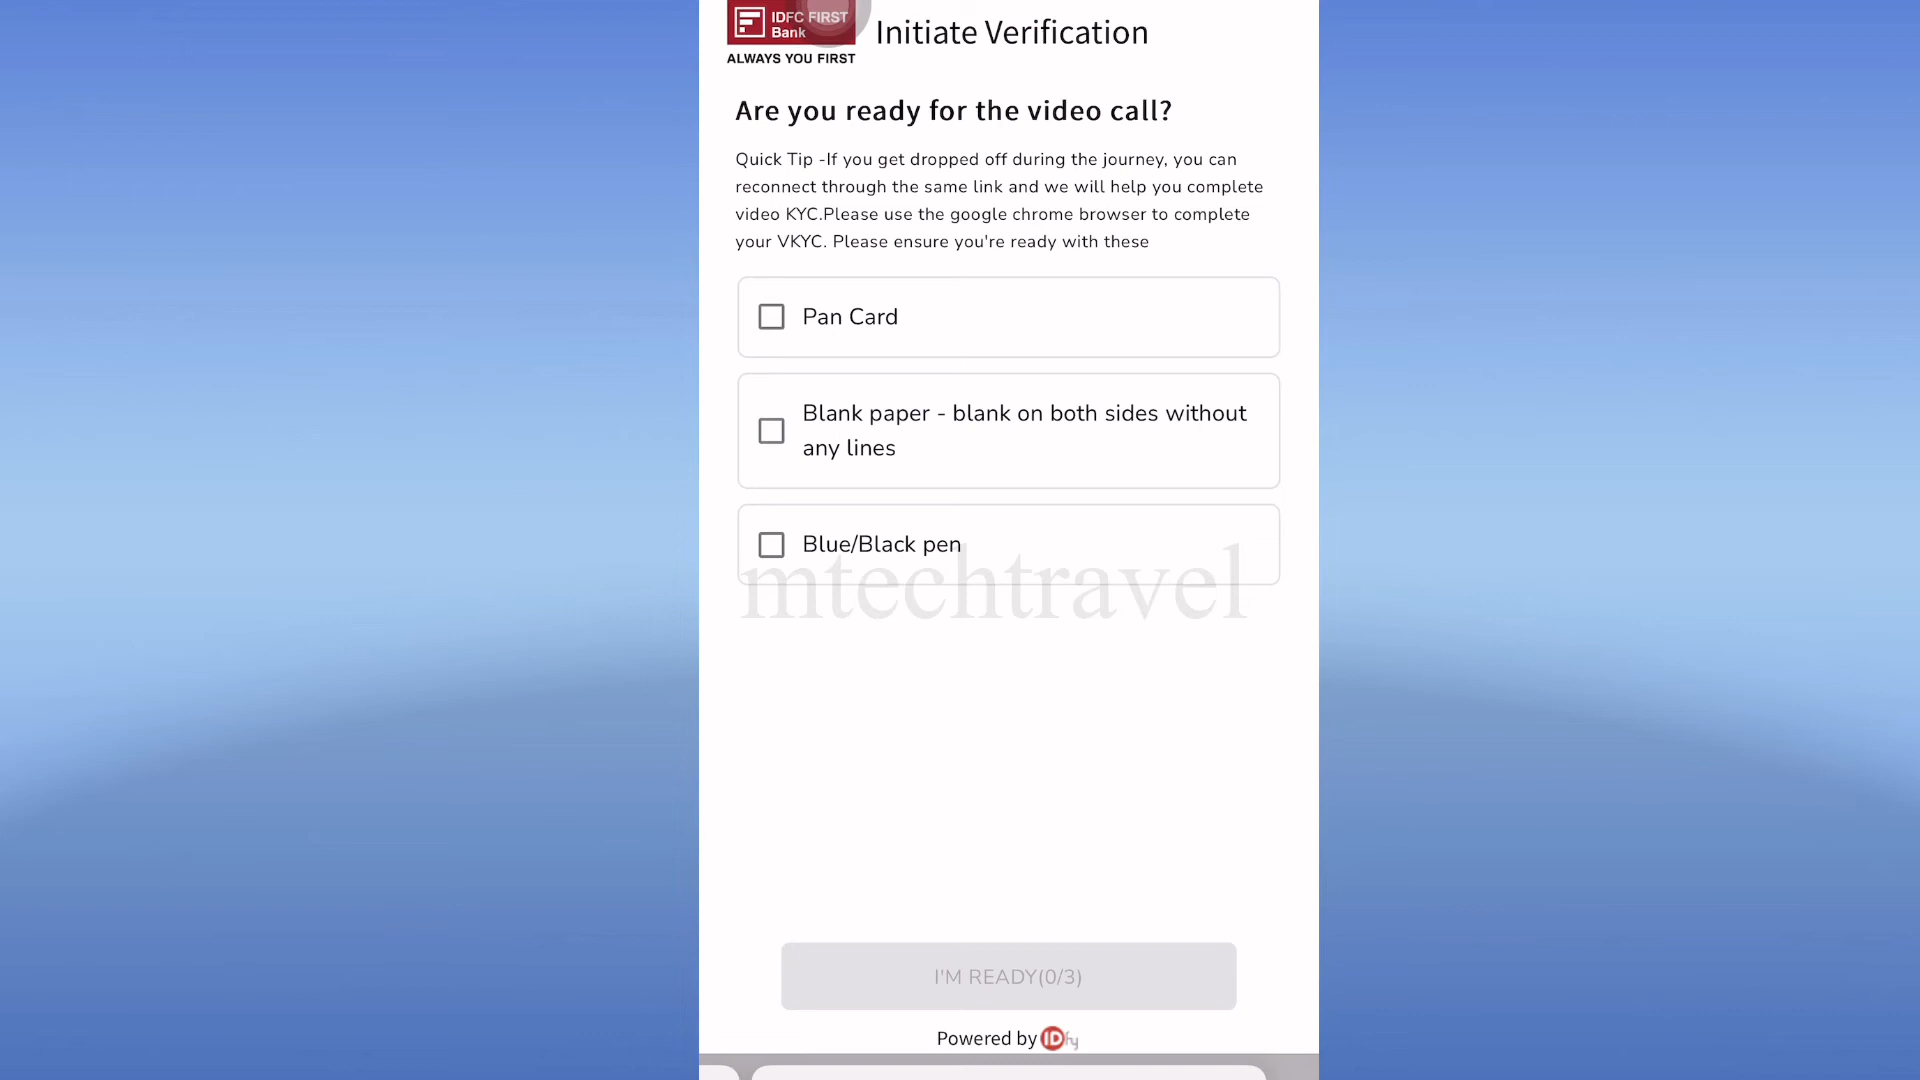 IDFC FIRST
Bank
ALWAYS YOU FIRST
Initiate Verification
Are you ready for the video call?
Quick Tip -If you get dropped off during the journey, you can
reconnect through the same link and we will help you complete
video KYC.Please use the google chrome browser to complete
your VKYC. Please ensure you're ready with these
Pan Card
Blank paper - blank on both sides without
any lines
Blue/Black pen
mtechtravel
I'M READY(0/3)
Powered by IDfy